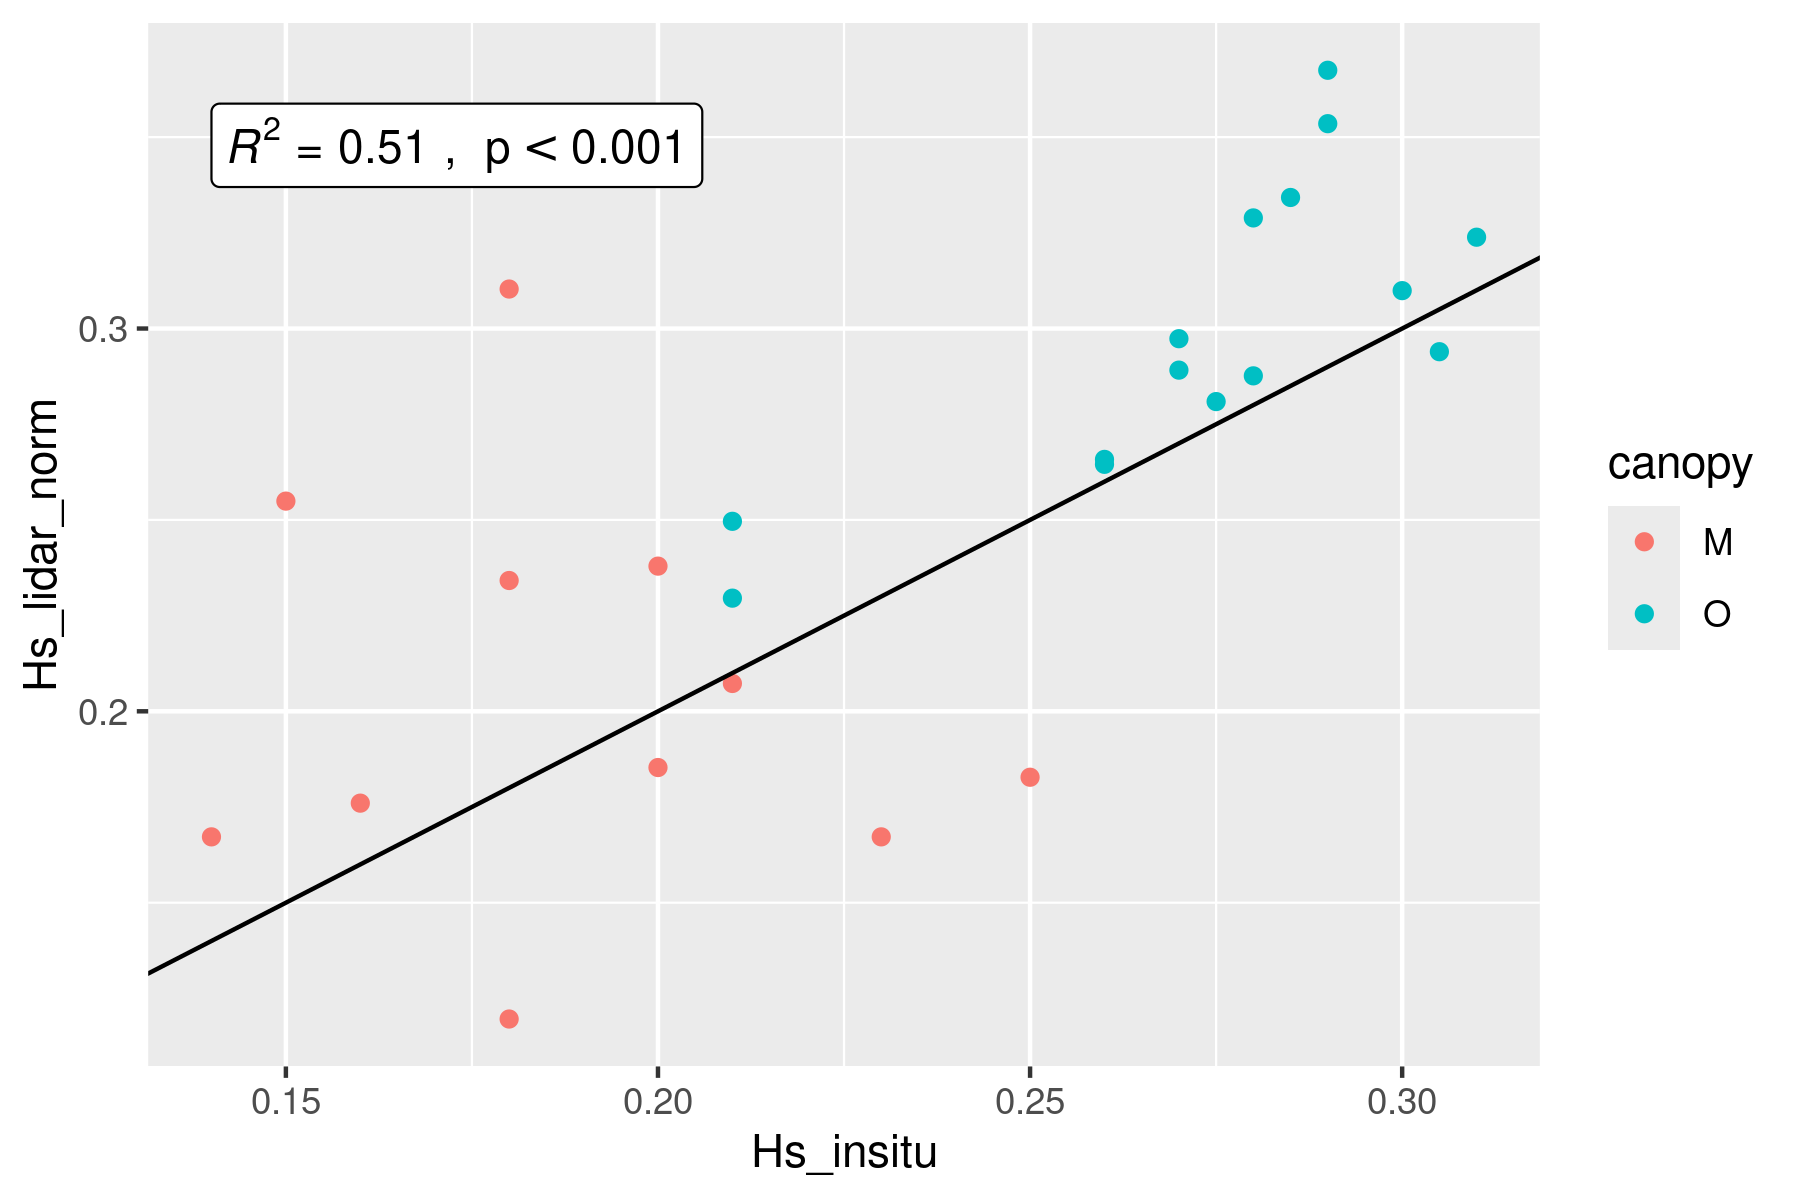 R² = 0.51 , p < 0.001
0.3
0.2
Hs_lidar_norm
0.15 0.20 0.25 0.30
Hs_insitu
canopy
M
O